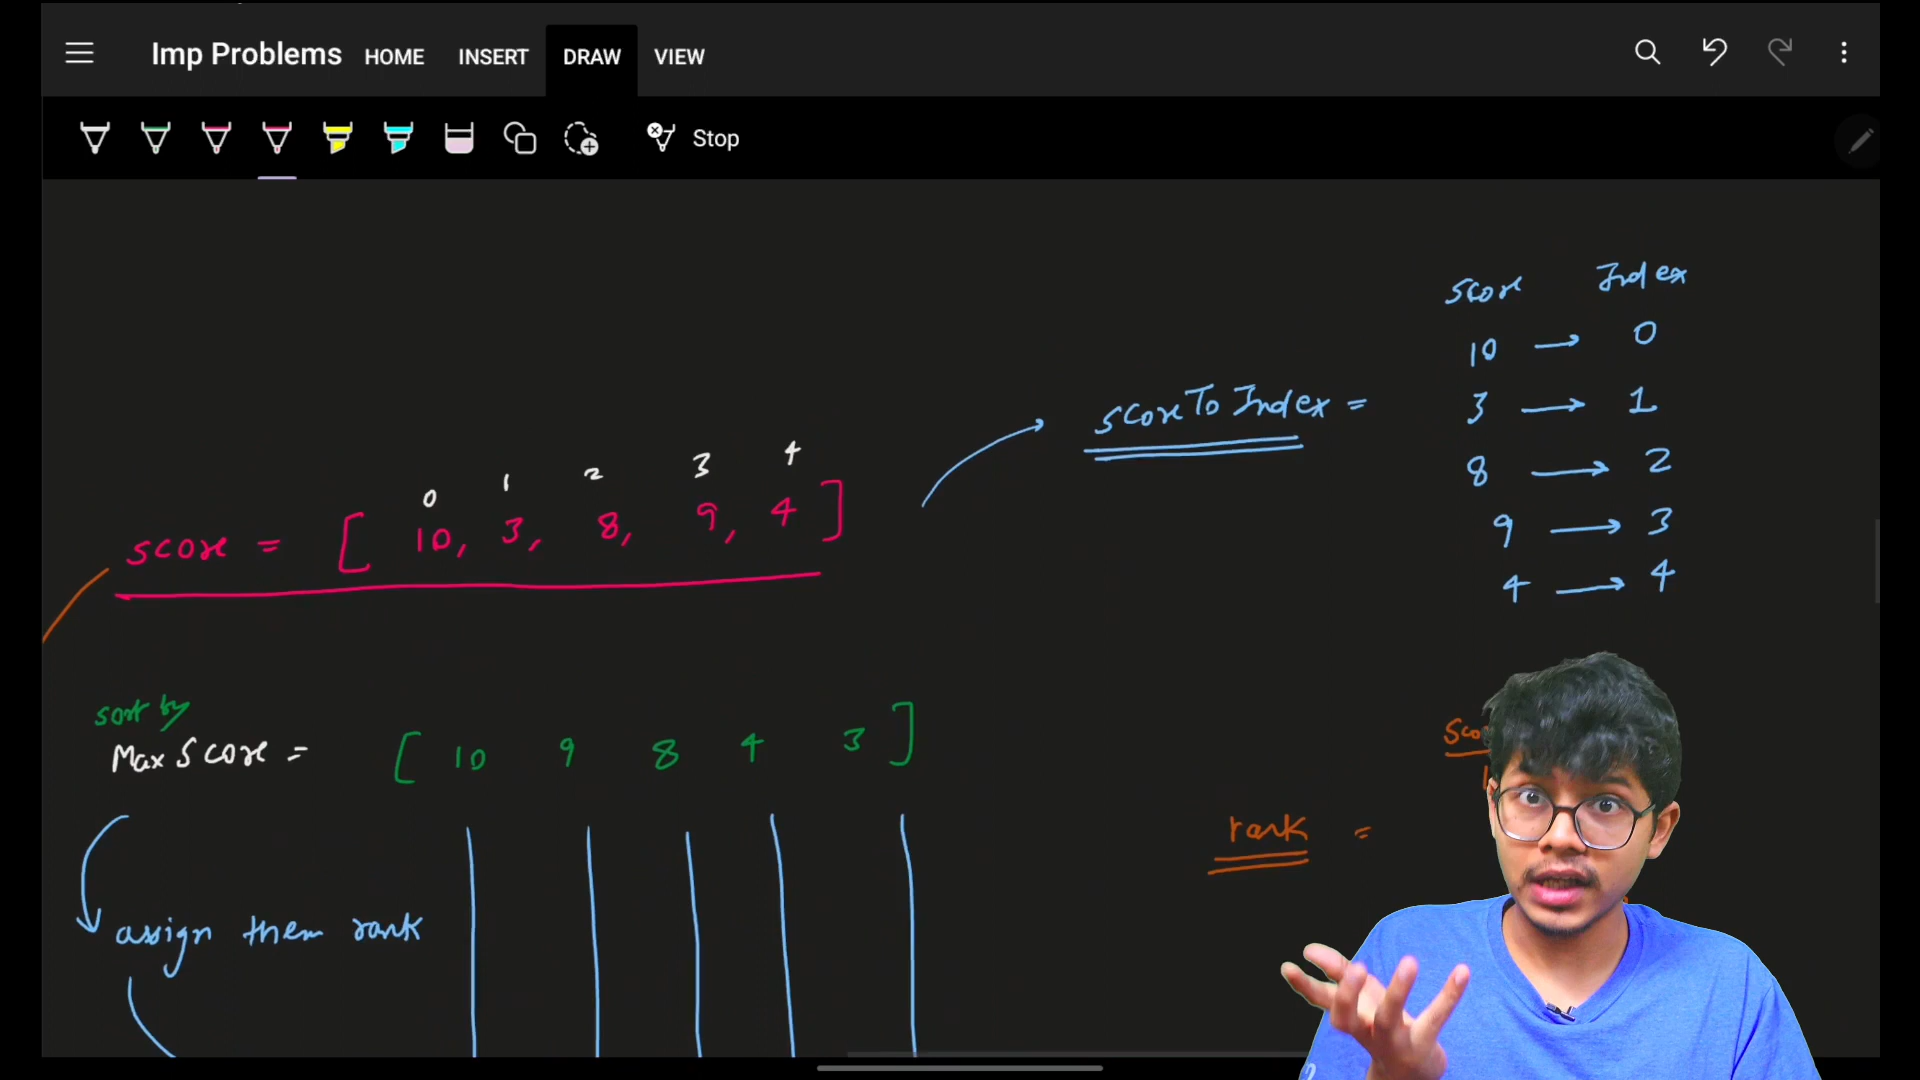 Imp Problems HOME INSERT DRAW VIEW
Stop
Score Index
10 → 0
3 → 1
8 → 2
9 → 3
4 → 4
scoreToIndex =
0 1 2 3 4
score = [ 10, 3, 8, 9, 4 ]
sort by
Max Score = [ 10 9 8 4 3 ]
rank =
assign them rank